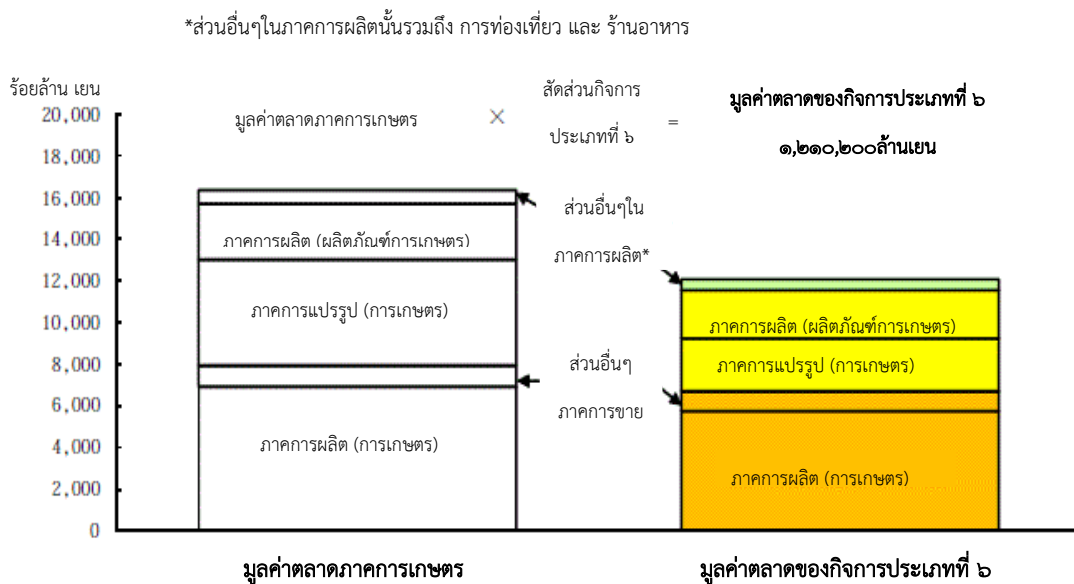 *ส่วนอื่นๆในภาคการผลิตนั้นรวมถึง การท่องเที่ยว และ ร้านอาหาร
ร้อยล้าน เยน
20,000
18,000
16,000
14,000
12,000
10,000
8,000
6,000
4,000
2,000
0
มูลค่าตลาดภาคการเกษตร
×
สัดส่วนกิจการ
ประเภทที่ ๖
=
มูลค่าตลาดของกิจการประเภทที่ ๖
๑,๒๑๐,๒๐๐ล้านเยน
ส่วนอื่นๆใน
ภาคการผลิต*
ภาคการผลิต (ผลิตภัณฑ์การเกษตร)
ภาคการแปรรูป (การเกษตร)
ส่วนอื่นๆ
ภาคการขาย
ภาคการผลิต (การเกษตร)
ภาคการผลิต (ผลิตภัณฑ์การเกษตร)
ภาคการแปรรูป (การเกษตร)
ภาคการผลิต (การเกษตร)
มูลค่าตลาดภาคการเกษตร
มูลค่าตลาดของกิจการประเภทที่ ๖